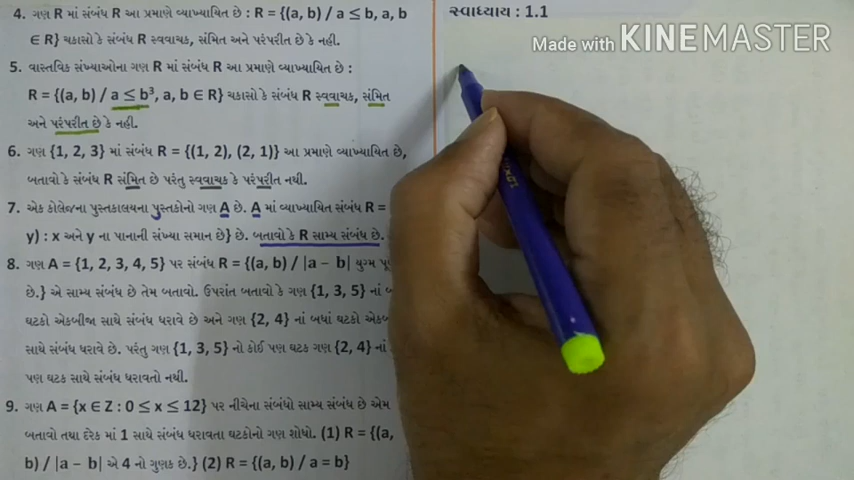 4. ગણ R માં સંબંધ R આ પ્રમાણે વ્યાખ્યાયિત છે : R = {(a, b) / a ≤ b, a, b
∈ R} ચકાસો કે સંબંધ R સ્વવાચક, સંમિત અને પરંપરીત છે કે નહી.
5. વાસ્તવિક સંખ્યાઓના ગણ R માં સંબંધ R આ પ્રમાણે વ્યાખ્યાયિત છે :
R = {(a, b) / a ≤ b³, a, b ∈ R} ચકાસો કે સંબંધ R સ્વવાચક, સંમિત
અને પરંપરીત છે કે નહી.
6. ગણ {1, 2, 3} માં સંબંધ R = {(1, 2), (2, 1)} આ પ્રમાણે વ્યાખ્યાયિત છે,
બતાવો કે સંબંધ R સંમિત છે પરંતુ સ્વવાચક કે પરંપરીત નથી.
7. એક કોલેજના પુસ્તકાલયના પુસ્તકોનો ગણ A છે. A માં વ્યાખ્યાયિત સંબંધ R =
y) : x અને y ના પાનાની સંખ્યા સમાન છે} છે. બતાવો કે R સામ્ય સંબંધ છે.
8. ગણ A = {1, 2, 3, 4, 5} પર સંબંધ R = {(a, b) / |a – b| યુગ્મ
છે.} એ સામ્ય સંબંધ છે તેમ બતાવો. ઉપરાંત બતાવો કે ગણ {1, 3, 5} નાં
ઘટકો એકબીજા સાથે સંબંધ ધરાવે છે અને ગણ {2, 4} નાં બધાં ઘટકો
સાથે સંબંધ ધરાવે છે. પરંતુ ગણ {1, 3, 5} નો કોઈ પણ ઘટક ગણ {2, 4} નાં
પણ ઘટક સાથે સંબંધ ધરાવતો નથી.
9. ગણ A = {x ∈ Z : 0 ≤ x ≤ 12} પર નીચેના સંબંધો સામ્ય સંબંધ છે એમ
બતાવો તથા દરેક માં 1 સાથે સંબંધ ધરાવતા ઘટકોનો ગણ શોધો. (1) R = {(a,
b) / |a – b| એ 4 નો ગુણક છે.} (2) R = {(a, b) / a = b}
સ્વાધ્યાય : 1.1
Made with KINEMASTER